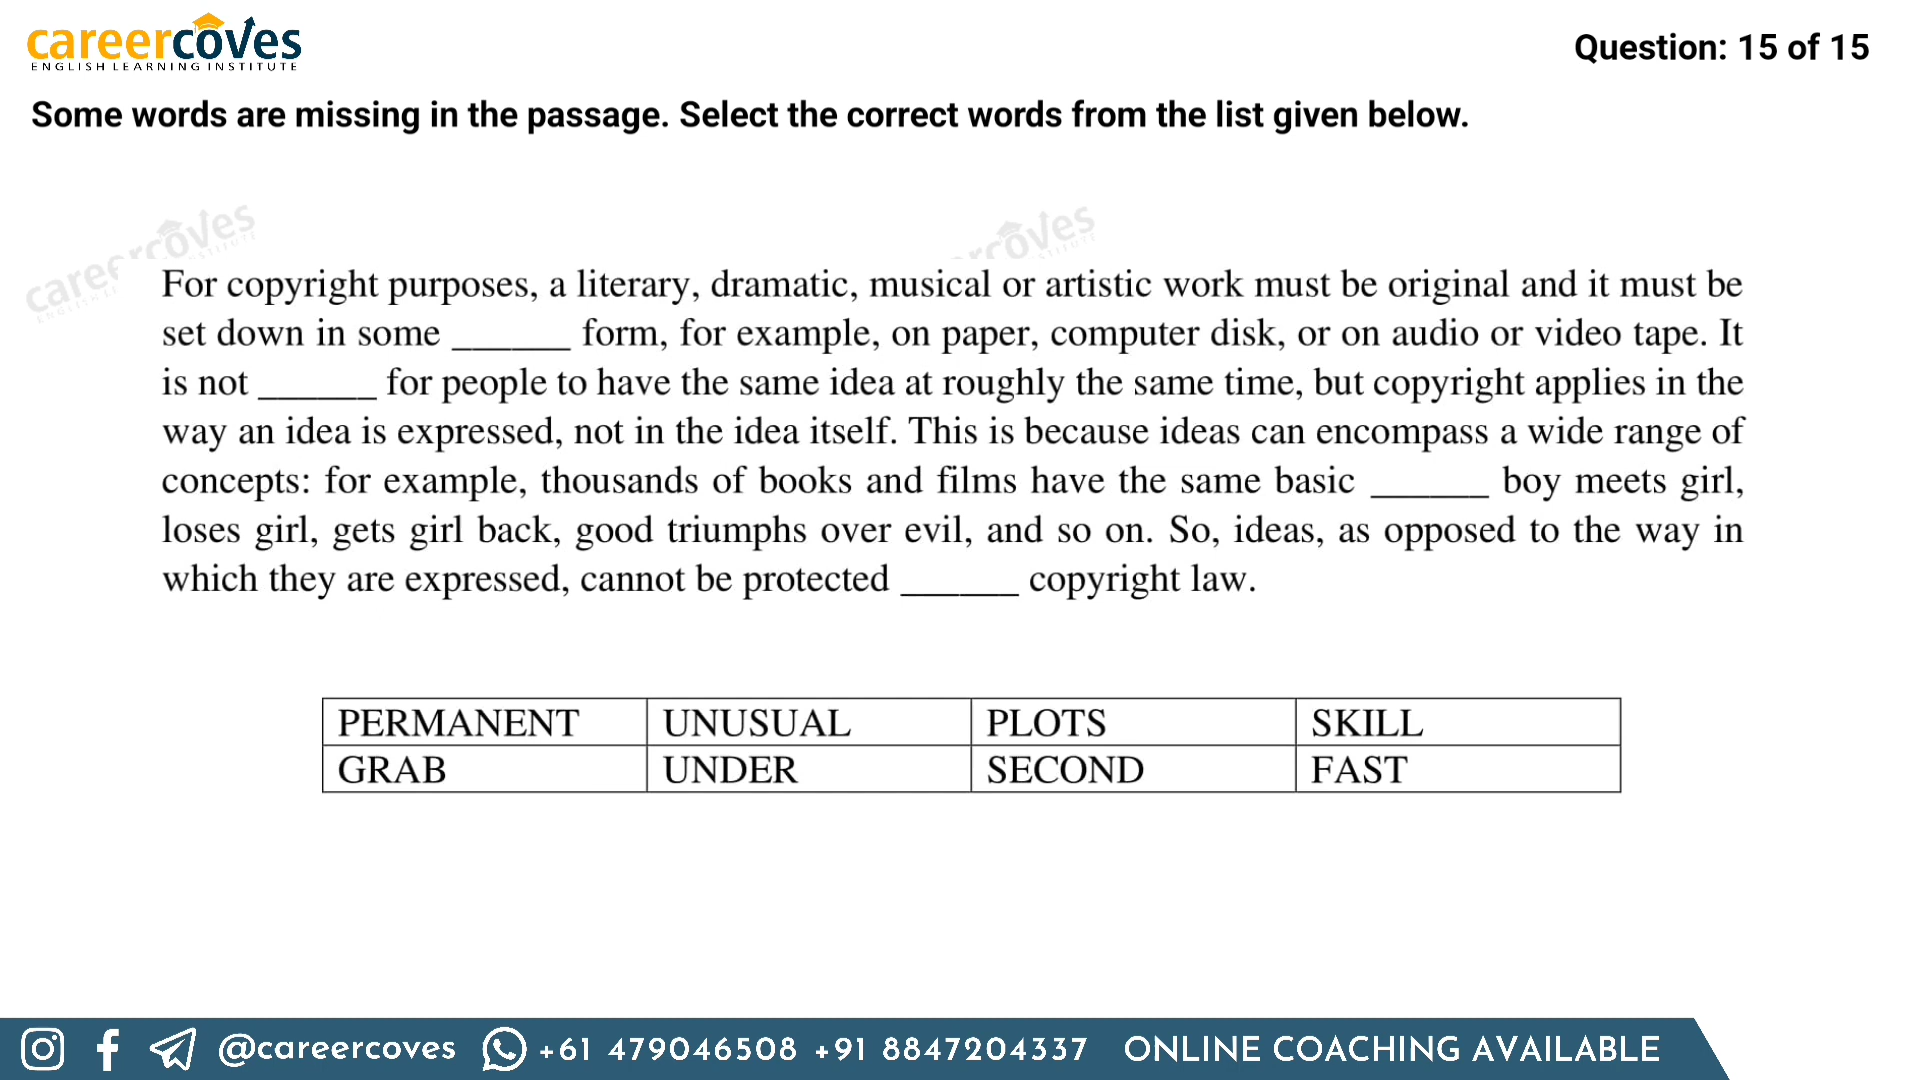 careercoves
ENGLISH LEARNING INSTITUTE
Question: 15 of 15
Some words are missing in the passage. Select the correct words from the list given below.
careercoves
For copyright purposes, a literary, dramatic, musical or artistic work must be original and it must be
set down in some ______ form, for example, on paper, computer disk, or on audio or video tape. It
is not ______ for people to have the same idea at roughly the same time, but copyright applies in the
way an idea is expressed, not in the idea itself. This is because ideas can encompass a wide range of
concepts: for example, thousands of books and films have the same basic ______ boy meets girl,
loses girl, gets girl back, good triumphs over evil, and so on. So, ideas, as opposed to the way in
which they are expressed, cannot be protected ______ copyright law.
PERMANENT UNUSUAL PLOTS SKILL
GRAB UNDER SECOND FAST
@careercoves +61 479046508 +91 8847204337 ONLINE COACHING AVAILABLE